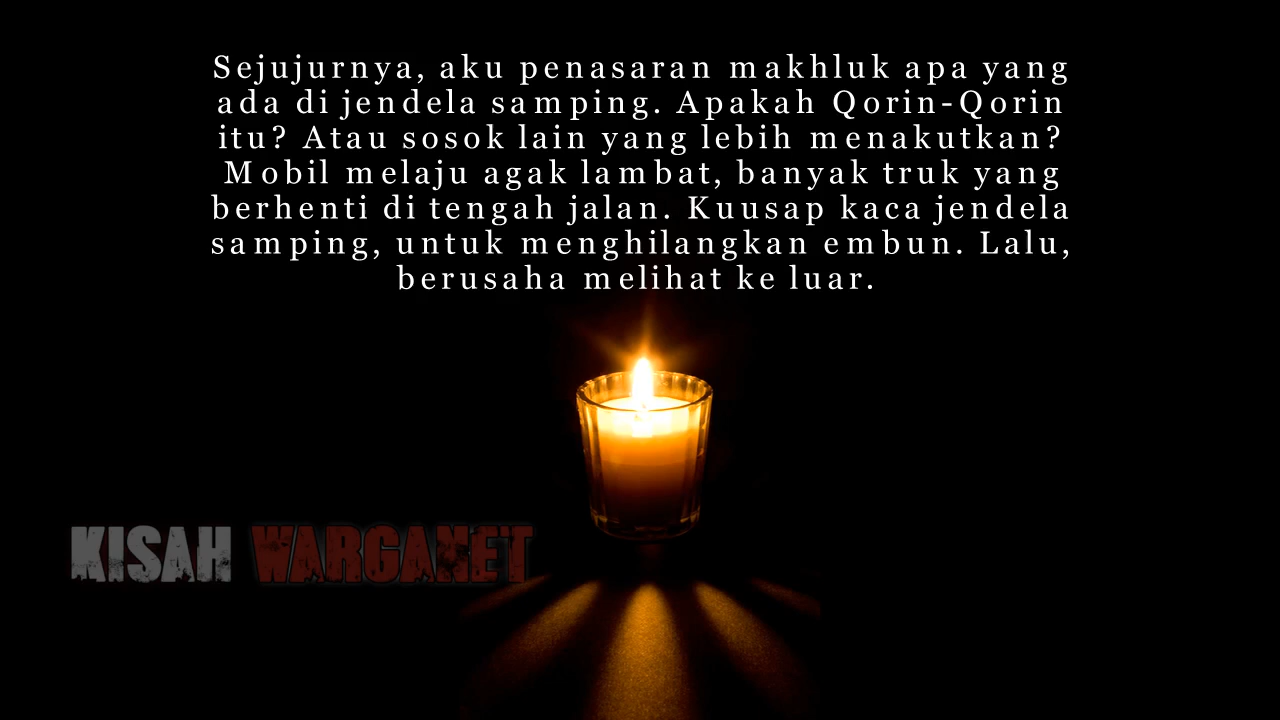 Sejujurnya, aku penasaran makhluk apa yang
ada di jendela samping. Apakah Qorin-Qorin
itu? Atau sosok lain yang lebih menakutkan?
Mobil melaju agak lambat, banyak truk yang
berhenti di tengah jalan. Kuusap kaca jendela
samping, untuk menghilangkan embun. Lalu,
berusaha melihat ke luar.
KISAH WARGANET